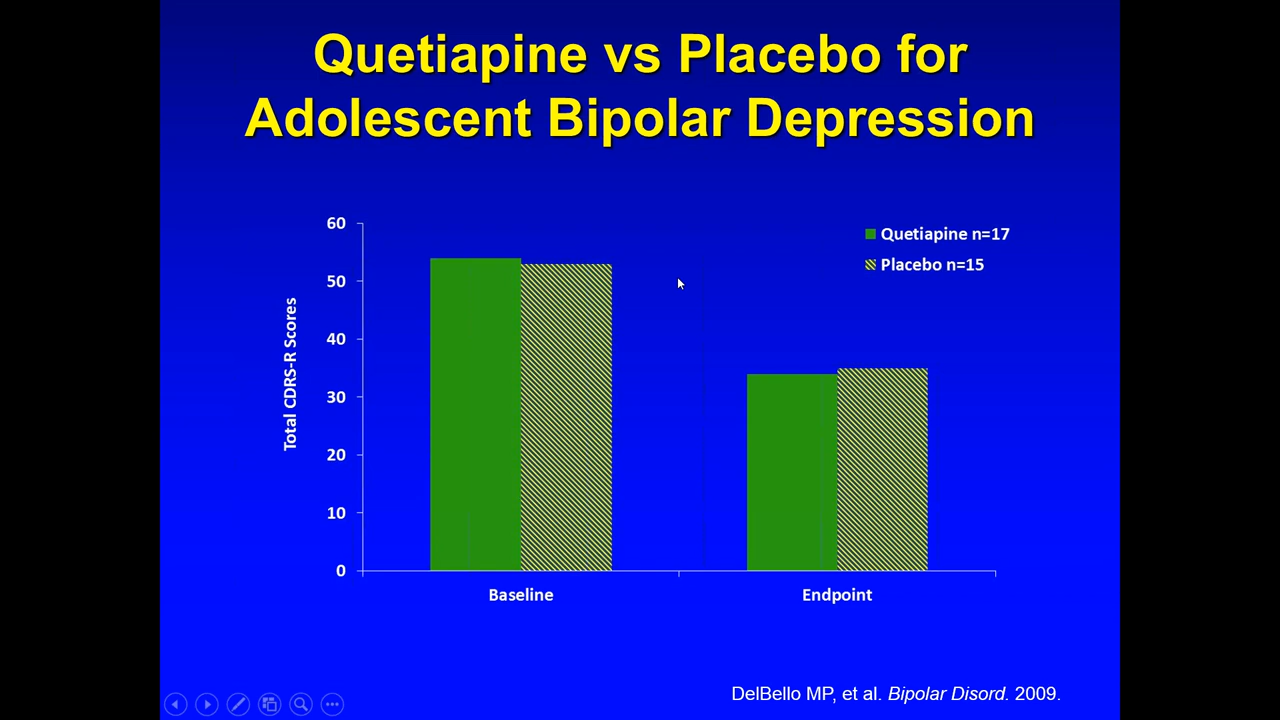 Quetiapine vs Placebo for
Adolescent Bipolar Depression
60
50
40
30
20
10
0
Total CDRS-R Scores
Quetiapine n=17
Placebo n=15
Baseline
Endpoint
DelBello MP, et al. Bipolar Disord. 2009.